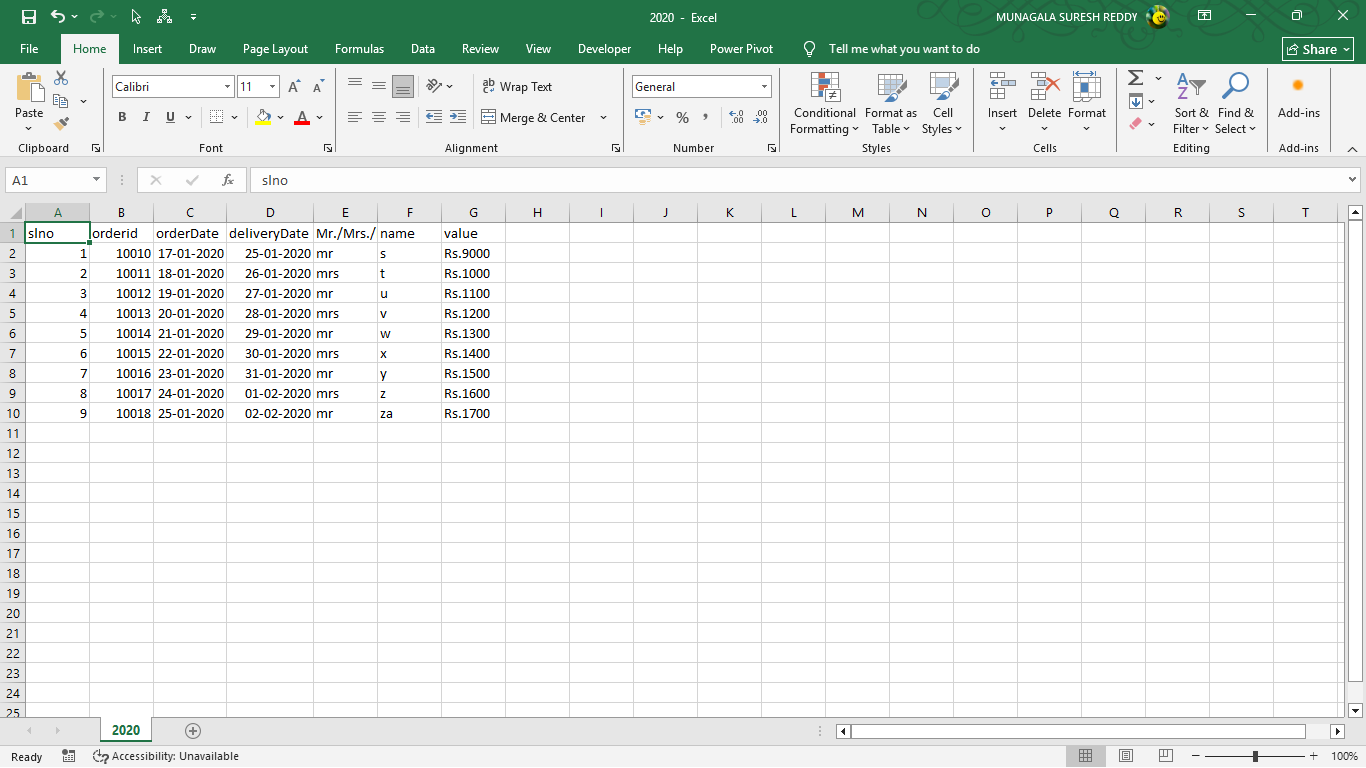 2020 - Excel
MUNAGALA SURESH REDDY
File Home Insert Draw Page Layout Formulas Data Review View Developer Help Power Pivot Tell me what you want to do Share
Paste
Clipboard
Calibri 11
B I U
Font
ab Wrap Text
Merge & Center
Alignment
General
% ,
Number
Conditional Formatting
Format as Table
Cell Styles
Styles
Insert Delete Format
Cells
Sort & Filter
Find & Select
Editing
Add-ins
Add-ins
A1 fx slno
A B C D E F G H I J K L M N O P Q R S T
1 slno orderid orderDate deliveryDate Mr./Mrs./ name value
2 1 10010 17-01-2020 25-01-2020 mr s Rs.9000
3 2 10011 18-01-2020 26-01-2020 mrs t Rs.1000
4 3 10012 19-01-2020 27-01-2020 mr u Rs.1100
5 4 10013 20-01-2020 28-01-2020 mrs v Rs.1200
6 5 10014 21-01-2020 29-01-2020 mr w Rs.1300
7 6 10015 22-01-2020 30-01-2020 mrs x Rs.1400
8 7 10016 23-01-2020 31-01-2020 mr y Rs.1500
9 8 10017 24-01-2020 01-02-2020 mrs z Rs.1600
10 9 10018 25-01-2020 02-02-2020 mr za Rs.1700
11
12
13
14
15
16
17
18
19
20
21
22
23
24
25
2020
Ready Accessibility: Unavailable 100%